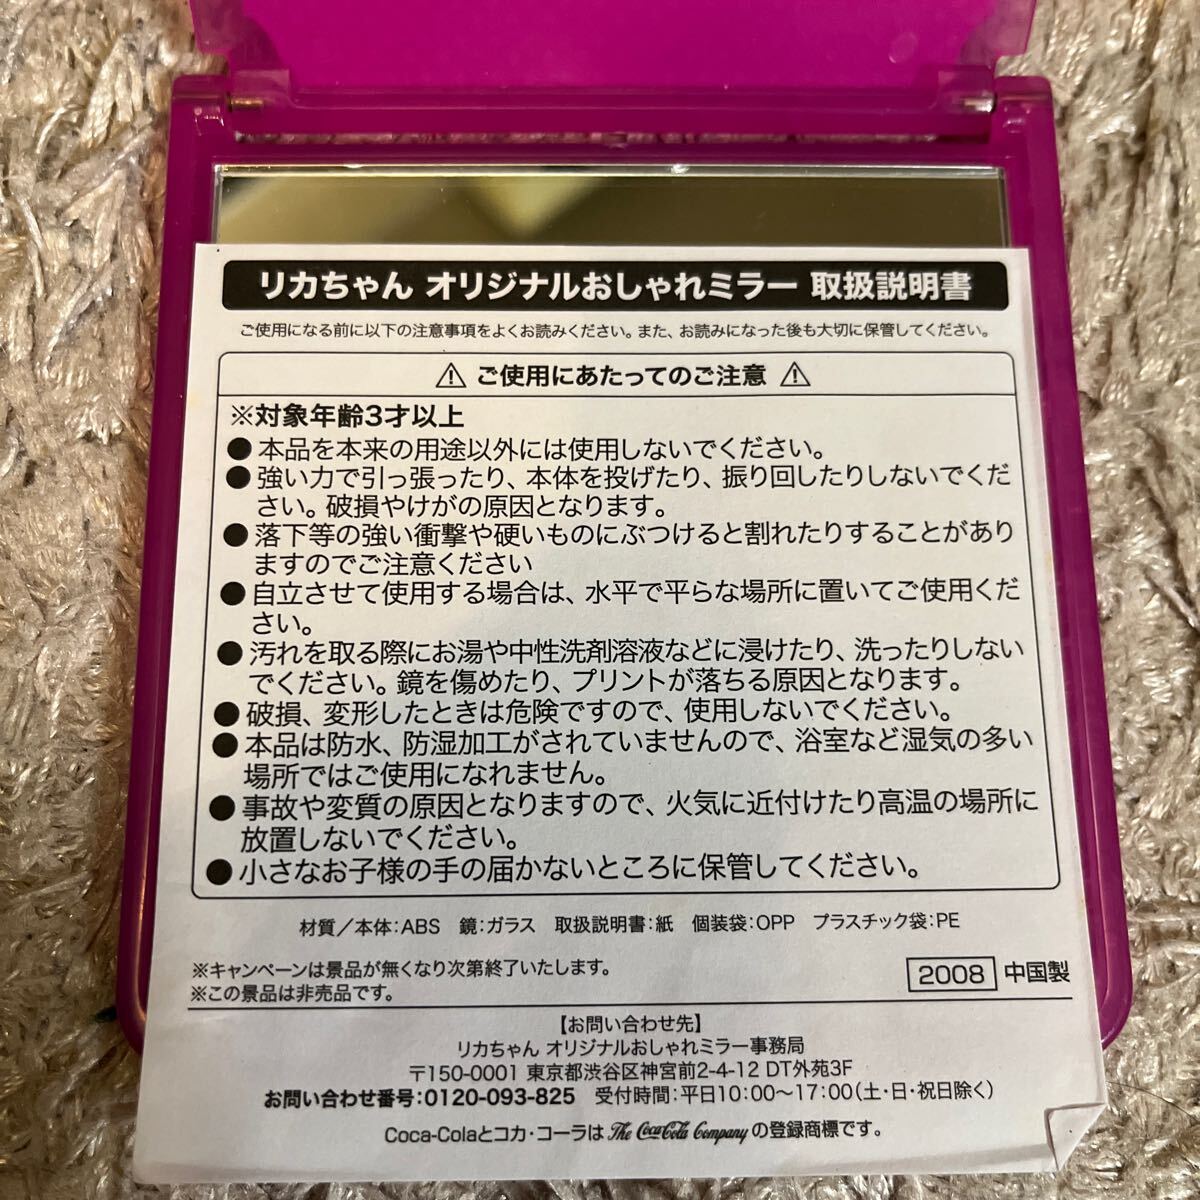 リカちゃん オリジナルおしゃれミラー 取扱説明書
ご使用になる前に以下の注意事項をよくお読みください。また、お読みになった後も大切に保管してください。
⚠ ご使用にあたってのご注意 ⚠
※対象年齢3才以上
●本品を本来の用途以外には使用しないでください。
●強い力で引っ張ったり、本体を投げたり、振り回したりしないでくだ
さい。破損やけがの原因となります。
●落下等の強い衝撃や硬いものにぶつけると割れたりすることがあり
ますのでご注意ください
●自立させて使用する場合は、水平で平らな場所に置いてご使用くだ
さい。
●汚れを取る際にお湯や中性洗剤溶液などに浸けたり、洗ったりしない
でください。鏡を傷めたり、プリントが落ちる原因となります。
●破損、変形したときは危険ですので、使用しないでください。
●本品は防水、防湿加工がされていませんので、浴室など湿気の多い
場所ではご使用になれません。
●事故や変質の原因となりますので、火気に近付けたり高温の場所に
放置しないでください。
●小さなお子様の手の届かないところに保管してください。
材質／本体:ABS 鏡:ガラス 取扱説明書:紙 個装袋:OPP プラスチック袋:PE
※キャンペーンは景品が無くなり次第終了いたします。
※この景品は非売品です。
2008 中国製
【お問い合わせ先】
リカちゃん オリジナルおしゃれミラー事務局
〒150-0001 東京都渋谷区神宮前2-4-12 DT外苑3F
お問い合わせ番号:0120-093-825 受付時間:平日10:00～17:00(土・日・祝日除く)
Coca-Colaとコカ・コーラは The Coca-Cola Company の登録商標です。